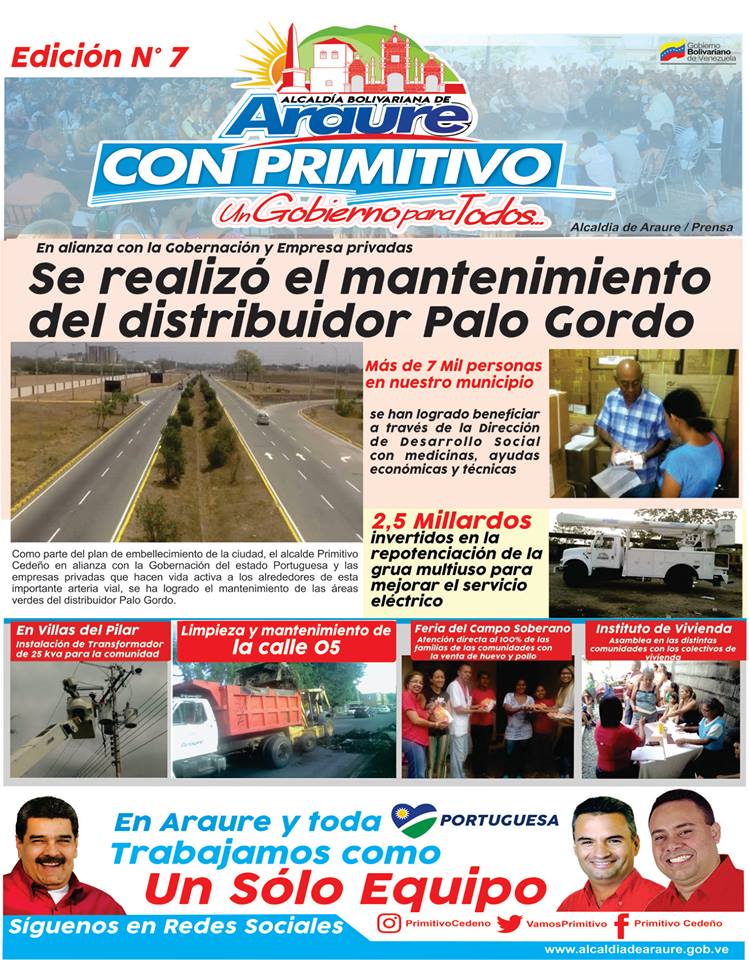 Edición N° 7
Gobierno
Bolivariano
de Venezuela
ALCALDÍA BOLIVARIANA DE
Araure
CON PRIMITIVO
Un Gobierno para Todos...
Alcaldia de Araure / Prensa
En alianza con la Gobernación y Empresa privadas
Se realizó el mantenimiento
del distribuidor Palo Gordo
Más de 7 Mil personas
en nuestro municipio
se han logrado beneficiar
a través de la Dirección
de Desarrollo Social
con medicinas, ayudas
económicas y técnicas
Como parte del plan de embellecimiento de la ciudad, el alcalde Primitivo
Cedeño en alianza con la Gobernación del estado Portuguesa y las
empresas privadas que hacen vida activa a los alrededores de esta
importante arteria vial, se ha logrado el mantenimiento de las áreas
verdes del distribuidor Palo Gordo.
2,5 Millardos
invertidos en la
repotenciación de la
grua multiuso para
mejorar el servicio
eléctrico
En Villas del Pilar
Instalación de Transformador
de 25 kva para la comunidad
Limpieza y mantenimiento de
la calle 05
Araure
Feria del Campo Soberano
Atención directa al 100% de las
familias de las comunidades con
la venta de huevo y pollo
Instituto de Vivienda
Asamblea en las distintas
comunidades con los colectivos de
vivienda
En Araure y toda PORTUGUESA
Trabajamos como
Un Sólo Equipo
Síguenos en Redes Sociales
PrimitivoCedeno VamosPrimitivo Primitivo Cedeño
www.alcaldiadearaure.gob.ve